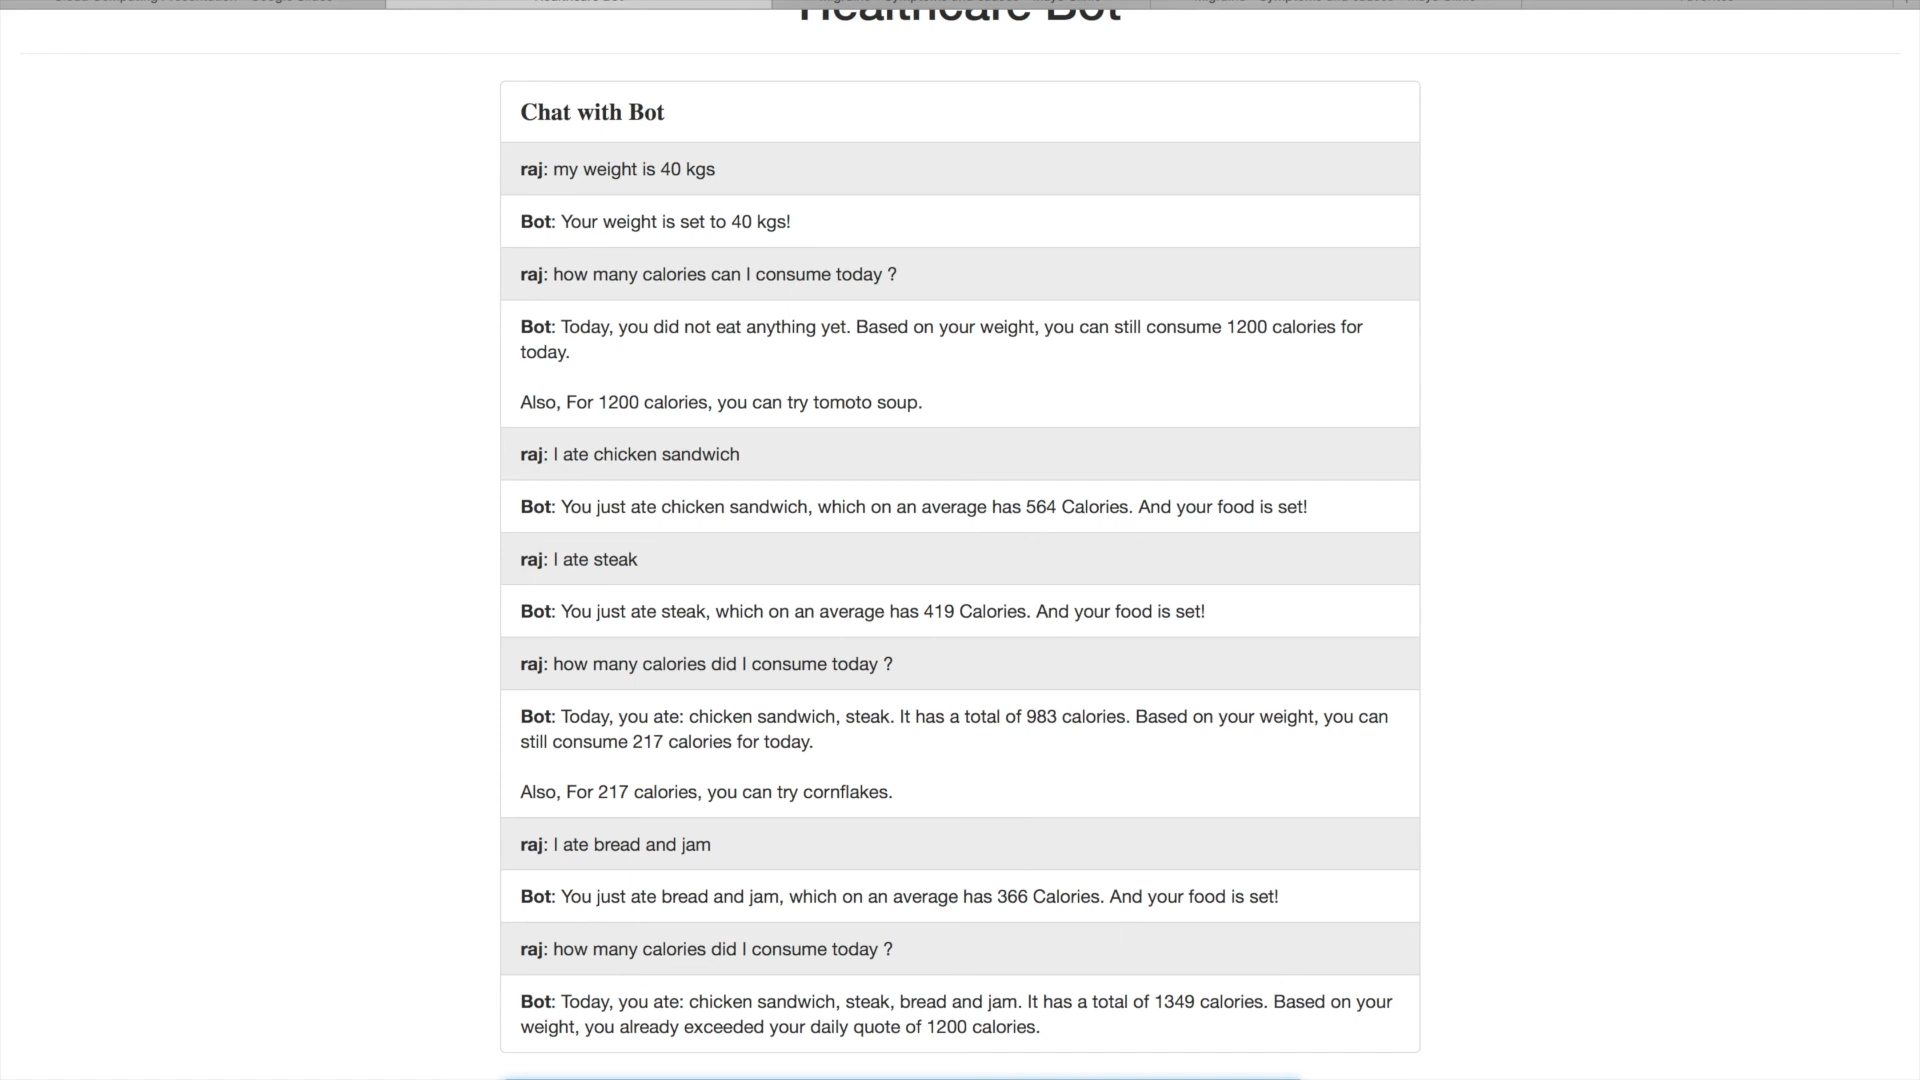 Healthcare Bot
Chat with Bot
raj: my weight is 40 kgs
Bot: Your weight is set to 40 kgs!
raj: how many calories can I consume today ?
Bot: Today, you did not eat anything yet. Based on your weight, you can still consume 1200 calories for
today.
Also, For 1200 calories, you can try tomoto soup.
raj: I ate chicken sandwich
Bot: You just ate chicken sandwich, which on an average has 564 Calories. And your food is set!
raj: I ate steak
Bot: You just ate steak, which on an average has 419 Calories. And your food is set!
raj: how many calories did I consume today ?
Bot: Today, you ate: chicken sandwich, steak. It has a total of 983 calories. Based on your weight, you can
still consume 217 calories for today.
Also, For 217 calories, you can try cornflakes.
raj: I ate bread and jam
Bot: You just ate bread and jam, which on an average has 366 Calories. And your food is set!
raj: how many calories did I consume today ?
Bot: Today, you ate: chicken sandwich, steak, bread and jam. It has a total of 1349 calories. Based on your
weight, you already exceeded your daily quote of 1200 calories.